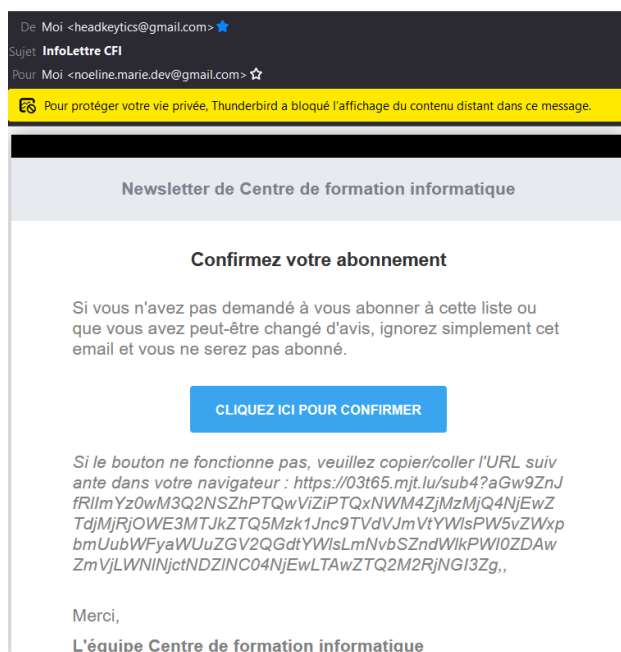 De Moi <headkeytics@gmail.com>
Sujet InfoLettre CFI
Pour Moi <noeline.marie.dev@gmail.com>
Pour protéger votre vie privée, Thunderbird a bloqué l'affichage du contenu distant dans ce message.
Newsletter de Centre de formation informatique
Confirmez votre abonnement
Si vous n'avez pas demandé à vous abonner à cette liste ou
que vous avez peut-être changé d'avis, ignorez simplement cet
email et vous ne serez pas abonné.
CLIQUEZ ICI POUR CONFIRMER
Si le bouton ne fonctionne pas, veuillez copier/coller l'URL suiv
ante dans votre navigateur : https://03t65.mjt.lu/sub4?aGw9ZnJ
fRlImYz0wM3Q2NSZhPTQwViZiPTQxNWM4ZjMzMjQ4NjEwZ
TdjMjRjOWE3MTJkZTQ5Mzk1Jnc9TVdVJmVtYWlsPW5vZWxp
bmUubWFyaWUuZGV2QGdtYWlsLmNvbSZndWlkPWI0ZDAw
ZmVjLWNlNjctNDZlNC04NjEwLTAwZTQ2M2RjNGI3Zg,,
Merci,
L'équipe Centre de formation informatique